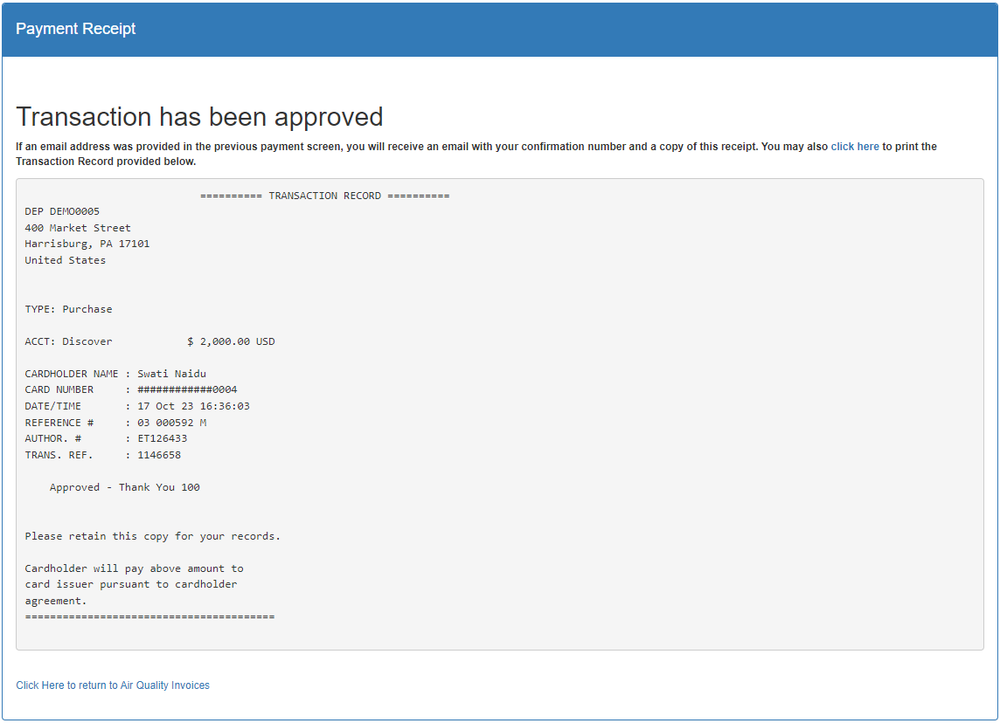 Payment Receipt
Transaction has been approved
If an email address was provided in the previous payment screen, you will receive an email with your confirmation number and a copy of this receipt. You may also click here to print the
Transaction Record provided below.
========== TRANSACTION RECORD ==========
DEP DEMO0005
400 Market Street
Harrisburg, PA 17101
United States
TYPE: Purchase
ACCT: Discover            $ 2,000.00 USD
CARDHOLDER NAME : Swati Naidu
CARD NUMBER     : ############0004
DATE/TIME       : 17 Oct 23 16:36:03
REFERENCE #     : 03 000592 M
AUTHOR. #       : ET126433
TRANS. REF.     : 1146658
Approved - Thank You 100
Please retain this copy for your records.
Cardholder will pay above amount to
card issuer pursuant to cardholder
agreement.
========================================
Click Here to return to Air Quality Invoices